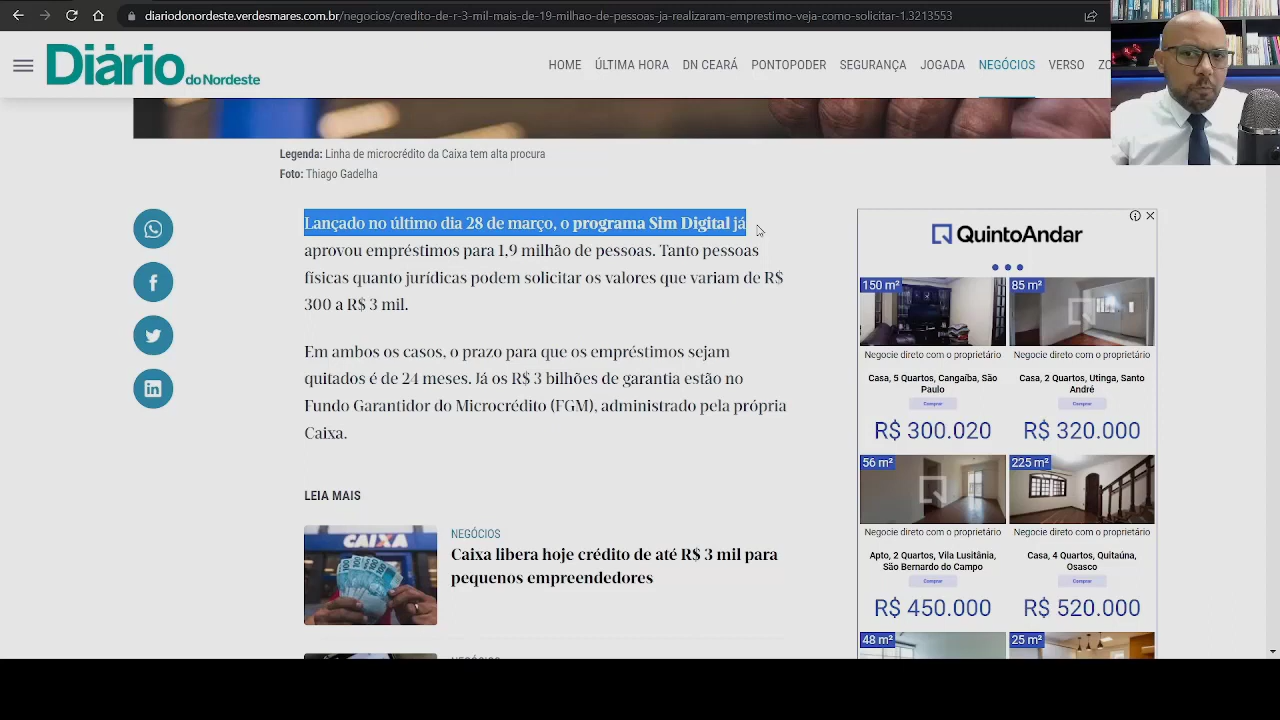 diariodonordeste.verdesmares.com.br/negocios/credito-de-r-3-mil-mais-de-19-milhao-de-pessoas-ja-realizaram-emprestimo-veja-como-solicitar-1.3213553
Diário do Nordeste
HOME ÚLTIMA HORA DN CEARÁ PONTOPODER SEGURANÇA JOGADA NEGÓCIOS VERSO ZO
Legenda: Linha de microcrédito da Caixa tem alta procura
Foto: Thiago Gadelha
Lançado no último dia 28 de março, o programa Sim Digital já
aprovou empréstimos para 1,9 milhão de pessoas. Tanto pessoas
físicas quanto jurídicas podem solicitar os valores que variam de R$
300 a R$ 3 mil.
Em ambos os casos, o prazo para que os empréstimos sejam
quitados é de 24 meses. Já os R$ 3 bilhões de garantia estão no
Fundo Garantidor do Microcrédito (FGM), administrado pela própria
Caixa.
LEIA MAIS
CAIXA
NEGÓCIOS
Caixa libera hoje crédito de até R$ 3 mil para
pequenos empreendedores
QuintoAndar
150 m² 85 m²
Negocie direto com o proprietário Negocie direto com o proprietário
Casa, 5 Quartos, Cangaíba, São Casa, 2 Quartos, Utinga, Santo
Paulo André
Comprar Comprar
R$ 300.020 R$ 320.000
56 m² 225 m²
Negocie direto com o proprietário Negocie direto com o proprietário
Apto, 2 Quartos, Vila Lusitânia, Casa, 4 Quartos, Quitaúna,
São Bernardo do Campo Osasco
Comprar Comprar
R$ 450.000 R$ 520.000
48 m² 25 m²